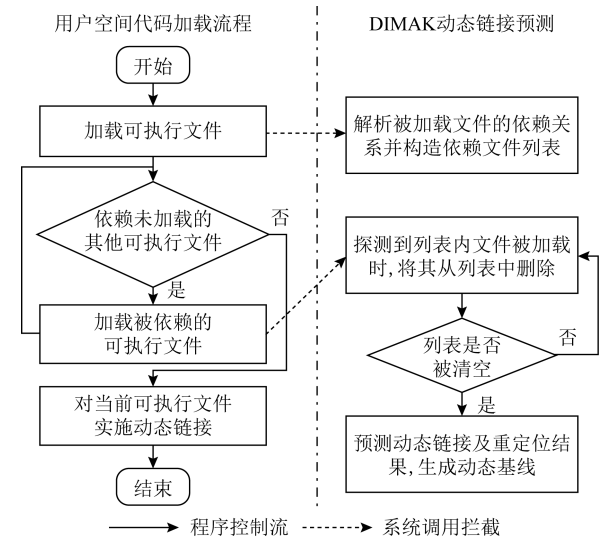 用户空间代码加载流程
开始
加载可执行文件
依赖未加载的
其他可执行文件
否
是
加载被依赖的
可执行文件
对当前可执行文件
实施动态链接
结束
DIMAK动态链接预测
解析被加载文件的依赖关
系并构造依赖文件列表
探测到列表内文件被加载
时,将其从列表中删除
列表是否
被清空
否
是
预测动态链接及重定位结
果,生成动态基线
程序控制流
系统调用拦截